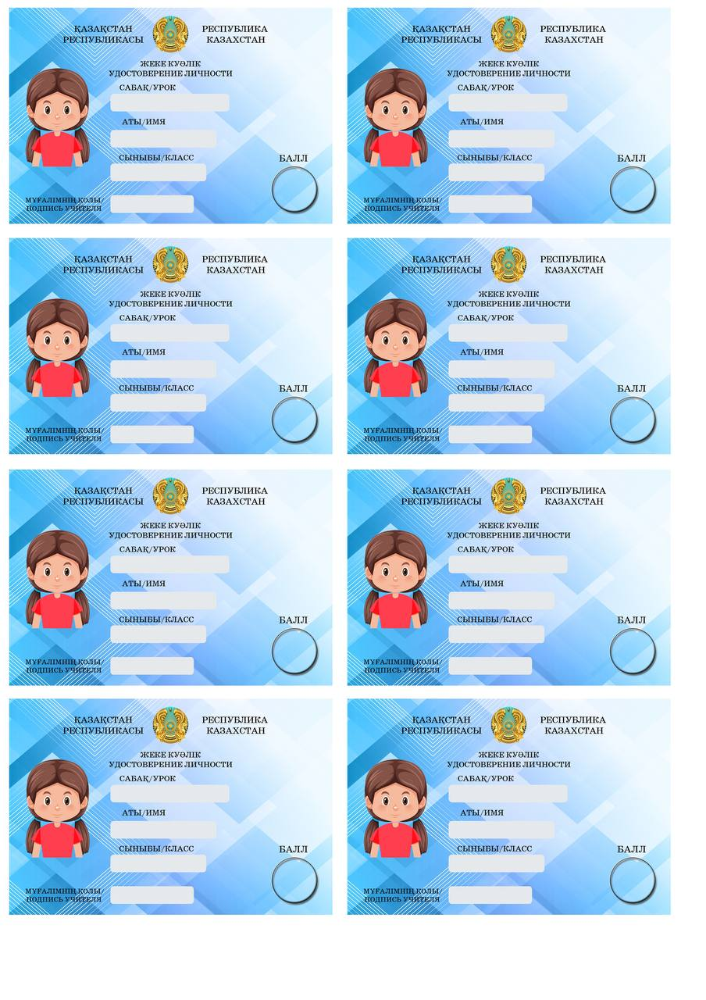 ҚАЗАҚСТАН РЕСПУБЛИКА ҚАЗАҚСТАН РЕСПУБЛИКА
РЕСПУБЛИКАСЫ КАЗАХСТАН РЕСПУБЛИКАСЫ КАЗАХСТАН
ЖЕКЕ КУӘЛІК ЖЕКЕ КУӘЛІК
УДОСТОВЕРЕНИЕ ЛИЧНОСТИ УДОСТОВЕРЕНИЕ ЛИЧНОСТИ
САБАҚ/УРОК САБАҚ/УРОК
АТЫ/ИМЯ АТЫ/ИМЯ
СЫНЫБЫ/КЛАСС БАЛЛ СЫНЫБЫ/КЛАСС БАЛЛ
МҰҒАЛІМНІҢ ҚОЛЫ/ МҰҒАЛІМНІҢ ҚОЛЫ/
ПОДПИСЬ УЧИТЕЛЯ ПОДПИСЬ УЧИТЕЛЯ
ҚАЗАҚСТАН РЕСПУБЛИКА ҚАЗАҚСТАН РЕСПУБЛИКА
РЕСПУБЛИКАСЫ КАЗАХСТАН РЕСПУБЛИКАСЫ КАЗАХСТАН
ЖЕКЕ КУӘЛІК ЖЕКЕ КУӘЛІК
УДОСТОВЕРЕНИЕ ЛИЧНОСТИ УДОСТОВЕРЕНИЕ ЛИЧНОСТИ
САБАҚ/УРОК САБАҚ/УРОК
АТЫ/ИМЯ АТЫ/ИМЯ
СЫНЫБЫ/КЛАСС БАЛЛ СЫНЫБЫ/КЛАСС БАЛЛ
МҰҒАЛІМНІҢ ҚОЛЫ/ МҰҒАЛІМНІҢ ҚОЛЫ/
ПОДПИСЬ УЧИТЕЛЯ ПОДПИСЬ УЧИТЕЛЯ
ҚАЗАҚСТАН РЕСПУБЛИКА ҚАЗАҚСТАН РЕСПУБЛИКА
РЕСПУБЛИКАСЫ КАЗАХСТАН РЕСПУБЛИКАСЫ КАЗАХСТАН
ЖЕКЕ КУӘЛІК ЖЕКЕ КУӘЛІК
УДОСТОВЕРЕНИЕ ЛИЧНОСТИ УДОСТОВЕРЕНИЕ ЛИЧНОСТИ
САБАҚ/УРОК САБАҚ/УРОК
АТЫ/ИМЯ АТЫ/ИМЯ
СЫНЫБЫ/КЛАСС БАЛЛ СЫНЫБЫ/КЛАСС БАЛЛ
МҰҒАЛІМНІҢ ҚОЛЫ/ МҰҒАЛІМНІҢ ҚОЛЫ/
ПОДПИСЬ УЧИТЕЛЯ ПОДПИСЬ УЧИТЕЛЯ
ҚАЗАҚСТАН РЕСПУБЛИКА ҚАЗАҚСТАН РЕСПУБЛИКА
РЕСПУБЛИКАСЫ КАЗАХСТАН РЕСПУБЛИКАСЫ КАЗАХСТАН
ЖЕКЕ КУӘЛІК ЖЕКЕ КУӘЛІК
УДОСТОВЕРЕНИЕ ЛИЧНОСТИ УДОСТОВЕРЕНИЕ ЛИЧНОСТИ
САБАҚ/УРОК САБАҚ/УРОК
АТЫ/ИМЯ АТЫ/ИМЯ
СЫНЫБЫ/КЛАСС БАЛЛ СЫНЫБЫ/КЛАСС БАЛЛ
МҰҒАЛІМНІҢ ҚОЛЫ/ МҰҒАЛІМНІҢ ҚОЛЫ/
ПОДПИСЬ УЧИТЕЛЯ ПОДПИСЬ УЧИТЕЛЯ